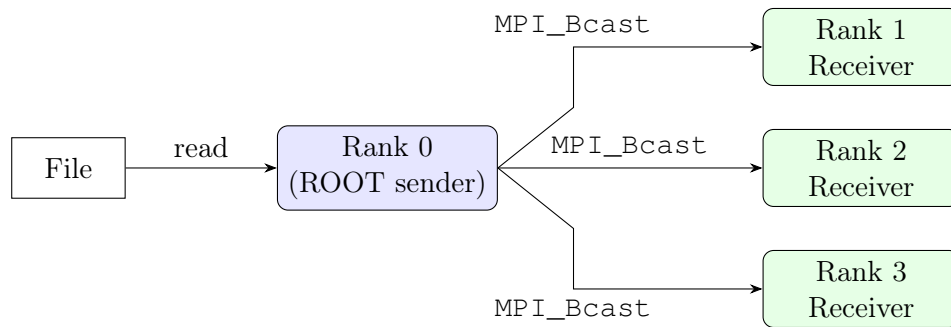 File
read
Rank 0
(ROOT sender)
MPI_Bcast
MPI_Bcast
MPI_Bcast
Rank 1
Receiver
Rank 2
Receiver
Rank 3
Receiver